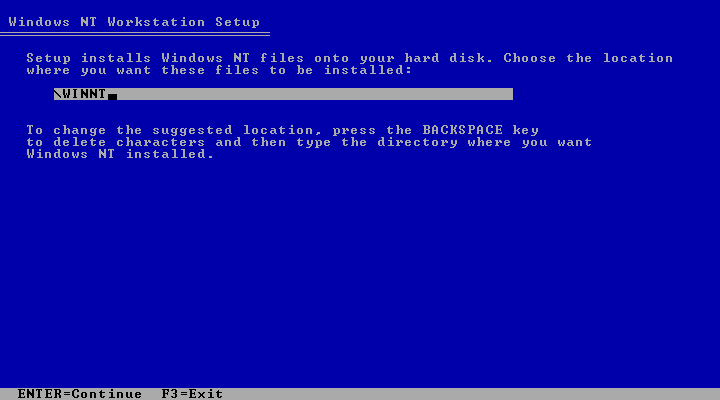 Windows NT Workstation Setup
Setup installs Windows NT files onto your hard disk. Choose the location
where you want these files to be installed:
\WINNT
To change the suggested location, press the BACKSPACE key
to delete characters and then type the directory where you want
Windows NT installed.
ENTER=Continue  F3=Exit